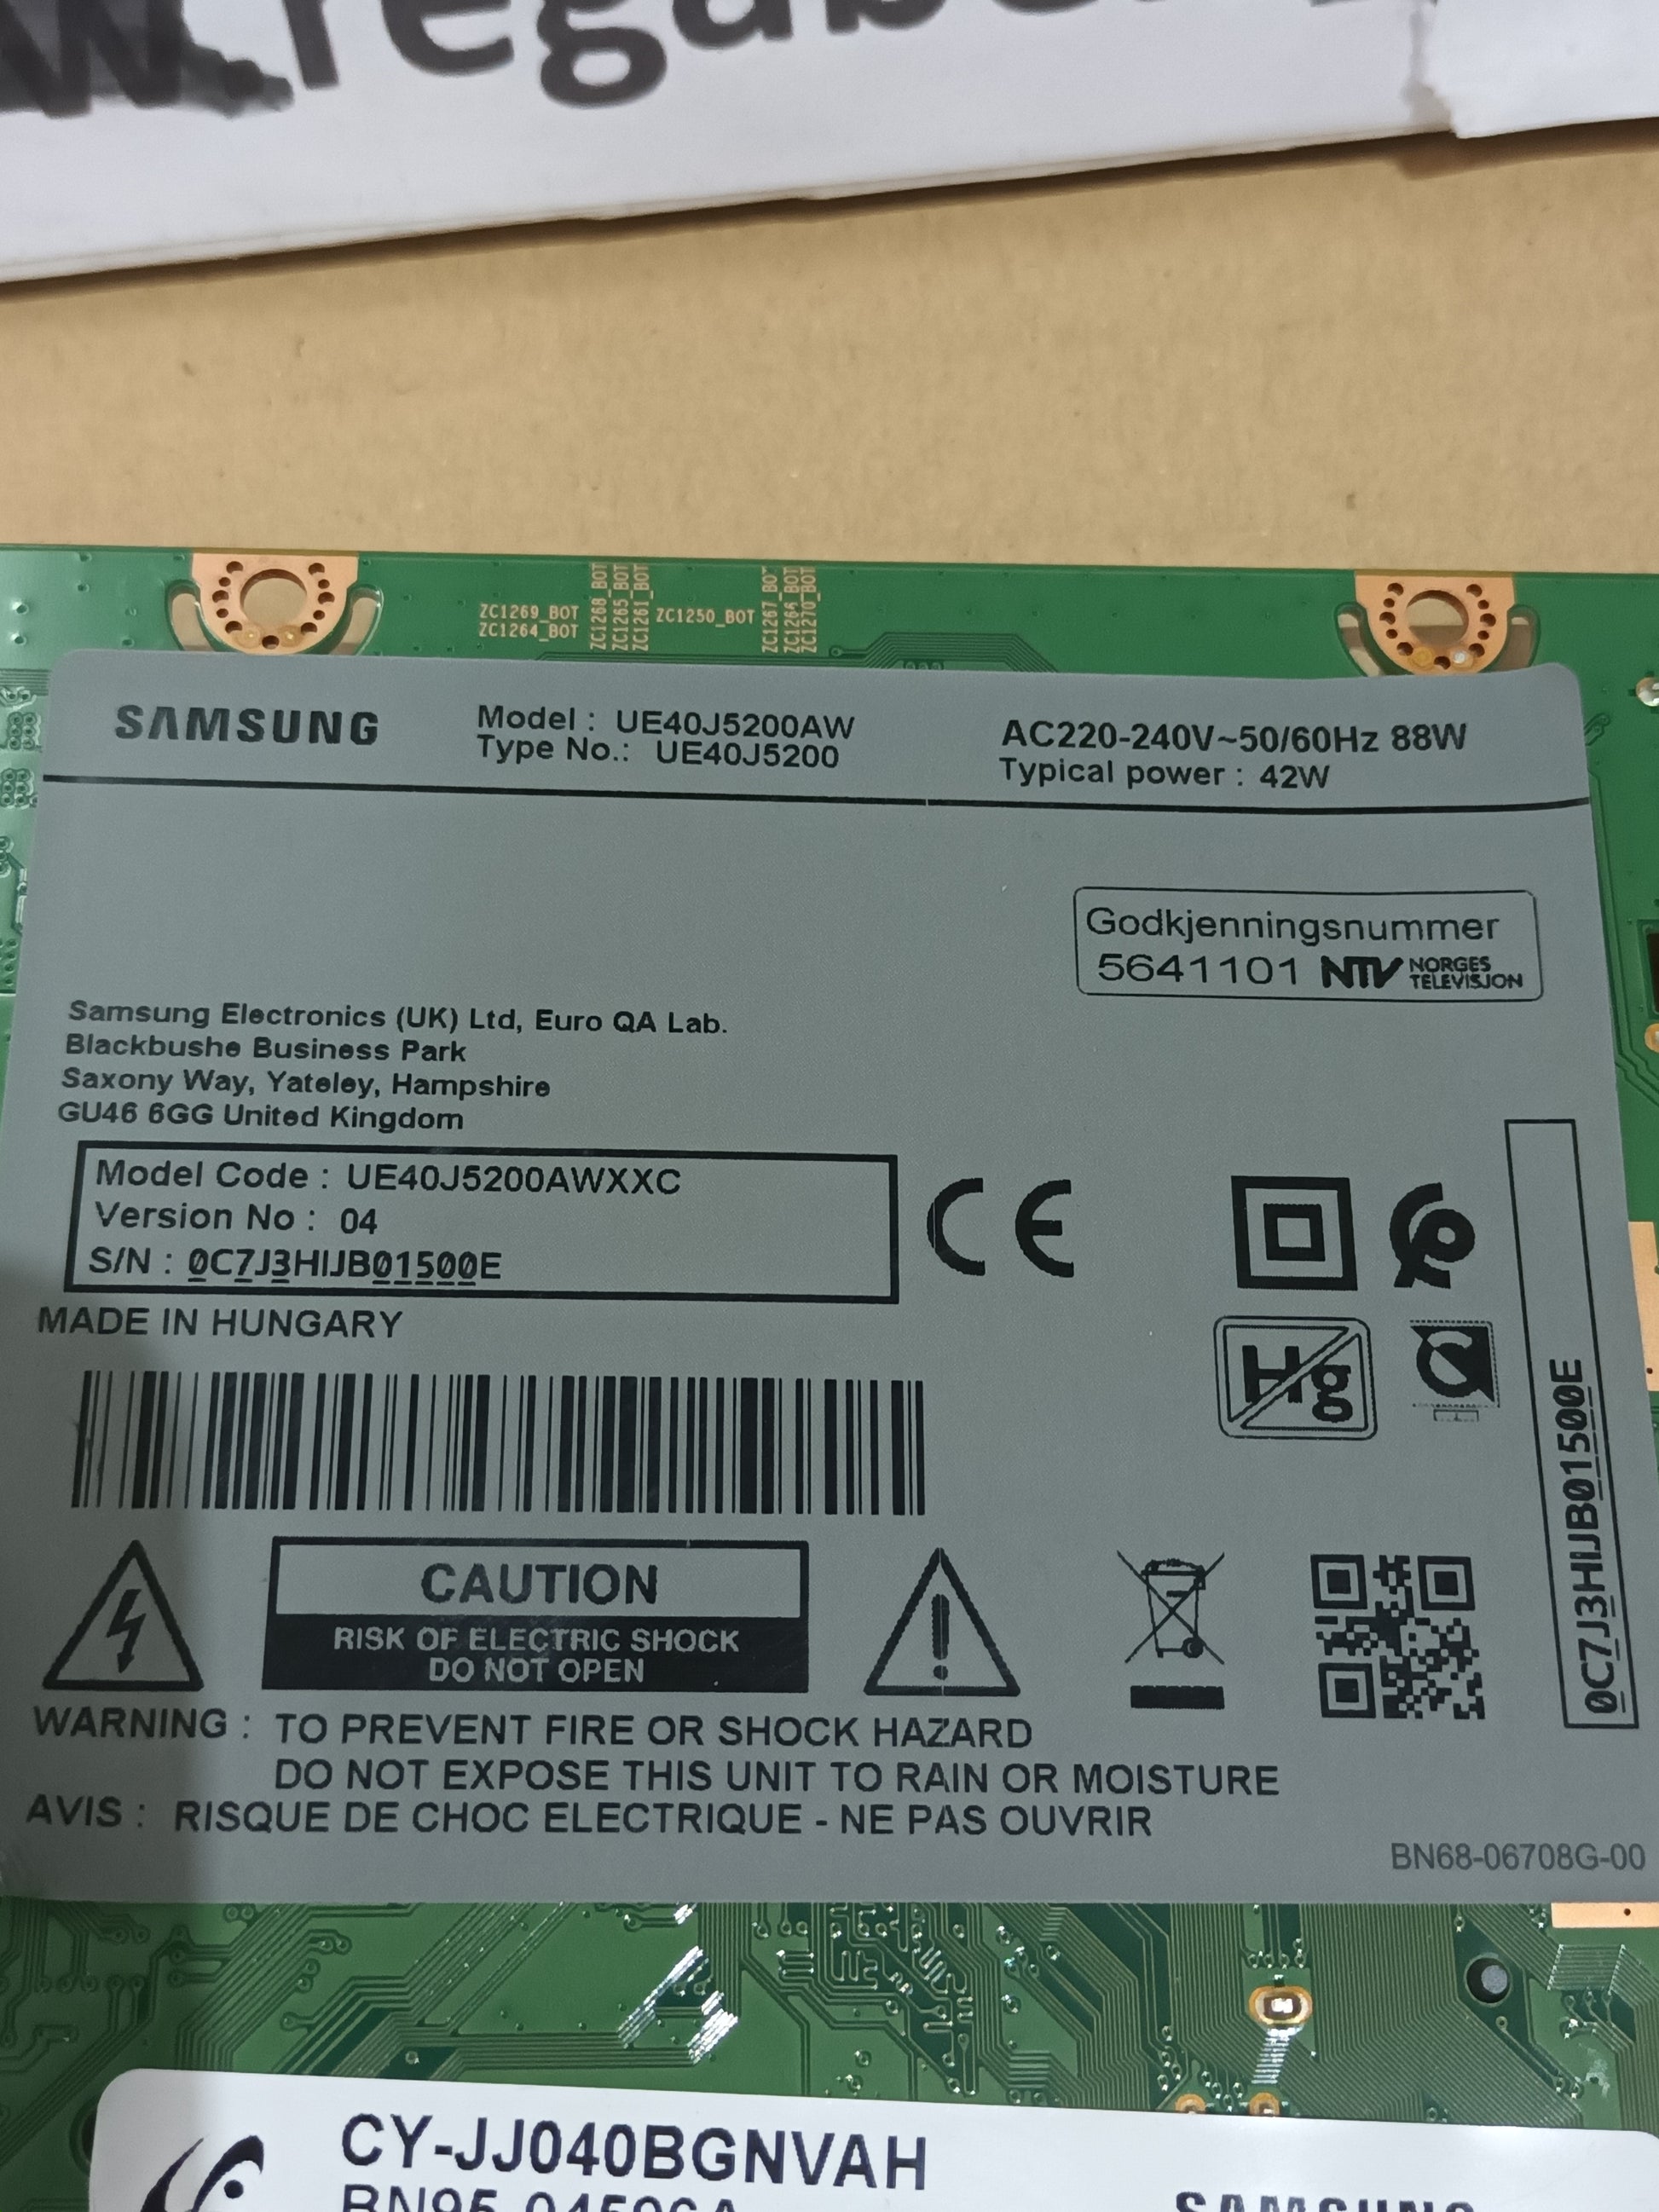 ZC1269_BOT
ZC1264_BOT
ZC1268_BOT
ZC1265_BOT
ZC1261_BOT
ZC1250_BOT
ZC1267_BOT
ZC1266_BOT
ZC1270_BOT
SAMSUNG
Model : UE40J5200AW
Type No.: UE40J5200
AC220-240V~50/60Hz 88W
Typical power : 42W
Godkjenningsnummer
5641101 NTV NORGES
TELEVISJON
Samsung Electronics (UK) Ltd, Euro QA Lab.
Blackbushe Business Park
Saxony Way, Yateley, Hampshire
GU46 6GG United Kingdom
Model Code : UE40J5200AWXXC
Version No : 04
S/N : 0C7J3HIJB01500E
CE
MADE IN HUNGARY
Hg
0C7J3HIJB01500E
CAUTION
RISK OF ELECTRIC SHOCK
DO NOT OPEN
WARNING : TO PREVENT FIRE OR SHOCK HAZARD
DO NOT EXPOSE THIS UNIT TO RAIN OR MOISTURE
AVIS : RISQUE DE CHOC ELECTRIQUE - NE PAS OUVRIR
BN68-06708G-00
CY-JJ040BGNVAH
SAMSUNG